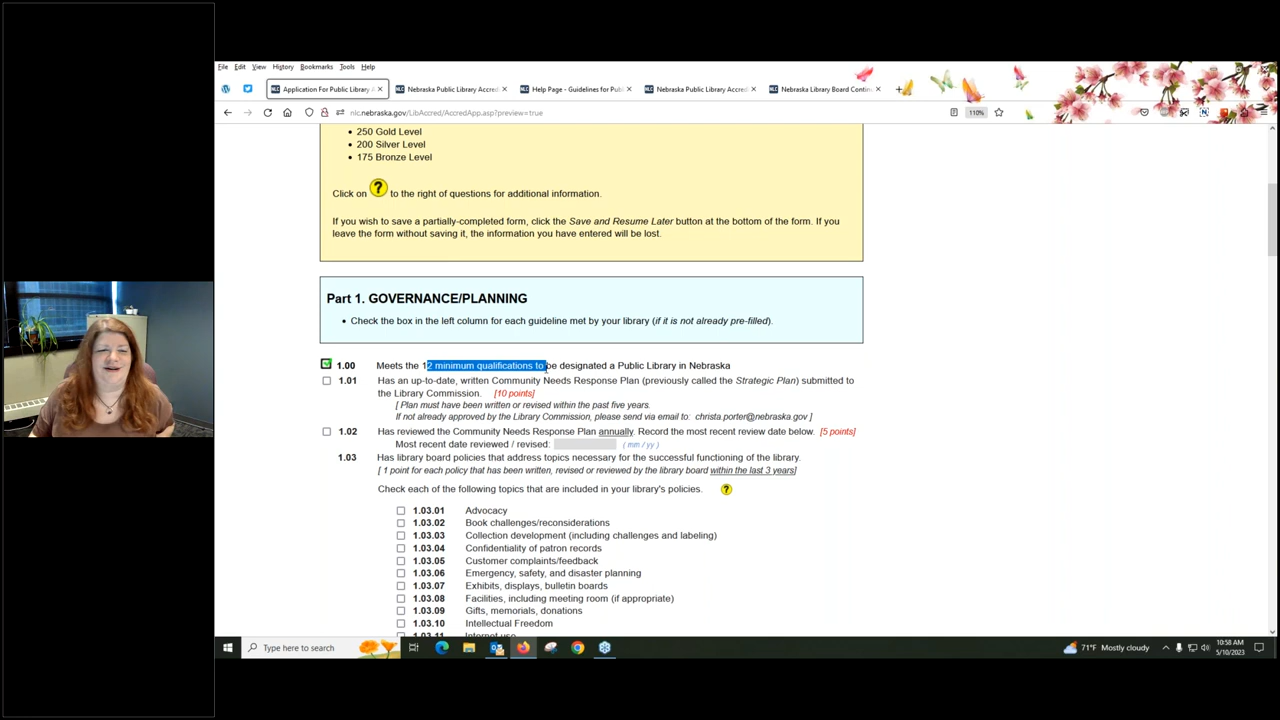 File Edit View History Bookmarks Tools Help
Application For Public Library A
Nebraska Public Library Accred
Help Page - Guidelines for Publ
Nebraska Public Library Accred
Nebraska Library Board Contin
nlc.nebraska.gov/LibAccred/AccredApp.asp?preview=true
110%
• 250 Gold Level
• 200 Silver Level
• 175 Bronze Level
Click on ? to the right of questions for additional information.
If you wish to save a partially-completed form, click the Save and Resume Later button at the bottom of the form. If you
leave the form without saving it, the information you have entered will be lost.
Part 1. GOVERNANCE/PLANNING
• Check the box in the left column for each guideline met by your library (if it is not already pre-filled).
1.00 Meets the 12 minimum qualifications to be designated a Public Library in Nebraska
1.01 Has an up-to-date, written Community Needs Response Plan (previously called the Strategic Plan) submitted to
the Library Commission. [10 points]
[ Plan must have been written or revised within the past five years.
If not already approved by the Library Commission, please send via email to: christa.porter@nebraska.gov ]
1.02 Has reviewed the Community Needs Response Plan annually. Record the most recent review date below. [5 points]
Most recent date reviewed / revised: ( mm / yy )
1.03 Has library board policies that address topics necessary for the successful functioning of the library.
[ 1 point for each policy that has been written, revised or reviewed by the library board within the last 3 years]
Check each of the following topics that are included in your library's policies. ?
1.03.01 Advocacy
1.03.02 Book challenges/reconsiderations
1.03.03 Collection development (including challenges and labeling)
1.03.04 Confidentiality of patron records
1.03.05 Customer complaints/feedback
1.03.06 Emergency, safety, and disaster planning
1.03.07 Exhibits, displays, bulletin boards
1.03.08 Facilities, including meeting room (if appropriate)
1.03.09 Gifts, memorials, donations
1.03.10 Intellectual Freedom
1.03.11 Internet use
Type here to search
71°F Mostly cloudy
10:58 AM
5/10/2023